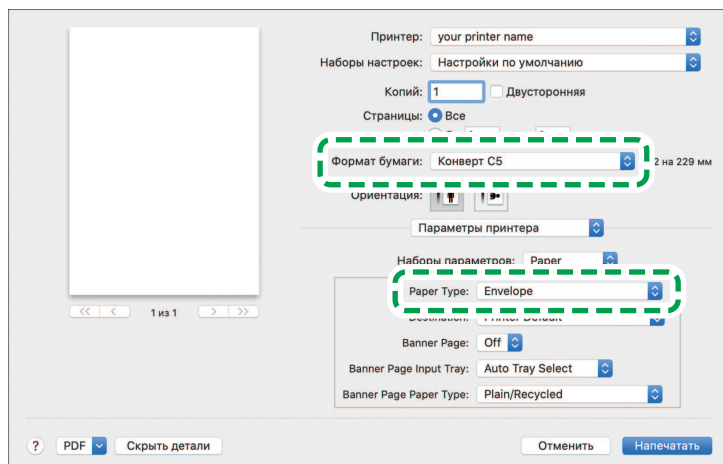 Принтер: your printer name
Наборы настроек: Настройки по умолчанию
Копий: 1 Двусторонняя
Страницы: Все
Формат бумаги: Конверт C5 2 на 229 мм
Ориентация:
Параметры принтера
Наборы параметров: Paper
Paper Type: Envelope
Destination: Printer Default
Banner Page: Off
Banner Page Input Tray: Auto Tray Select
Banner Page Paper Type: Plain/Recycled
<< < 1 из 1 > >>
? PDF Скрыть детали Отменить Напечатать